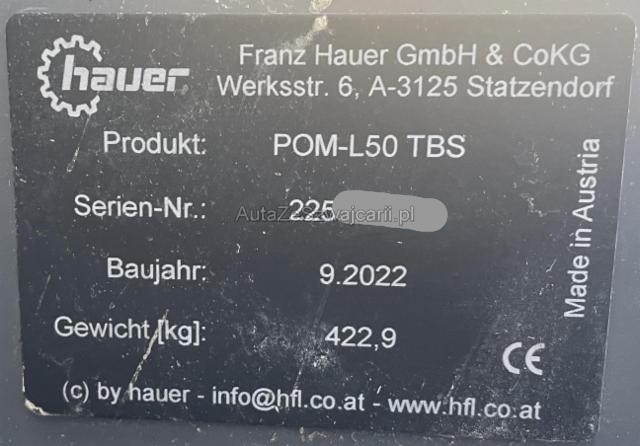 hauer
Franz Hauer GmbH & CoKG
Werksstr. 6, A-3125 Statzendorf
Produkt: POM-L50 TBS
Serien-Nr.: 225
AutaZeSzwajcarii.pl
Baujahr: 9.2022
Gewicht[kg]: 422,9
Made in Austria
CE
(c) by hauer - info@hfl.co.at - www.hfl.co.at